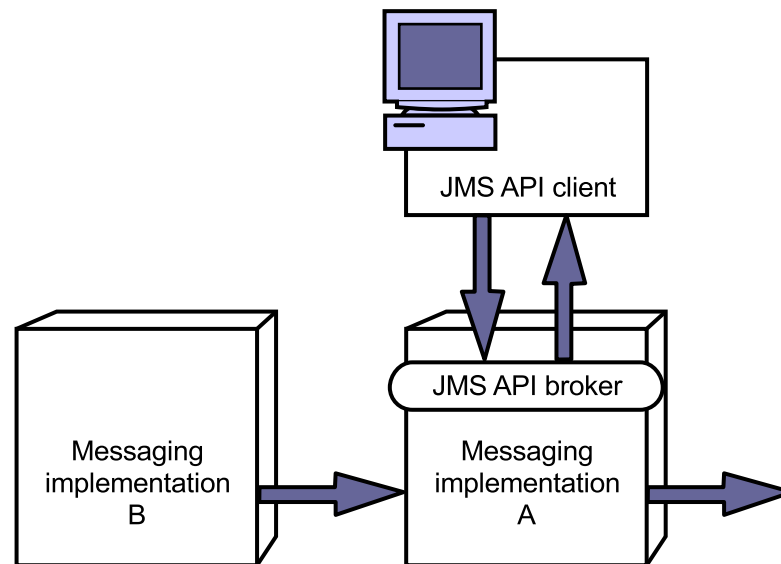 JMS API client
JMS API broker
Messaging
implementation
B
Messaging
implementation
A